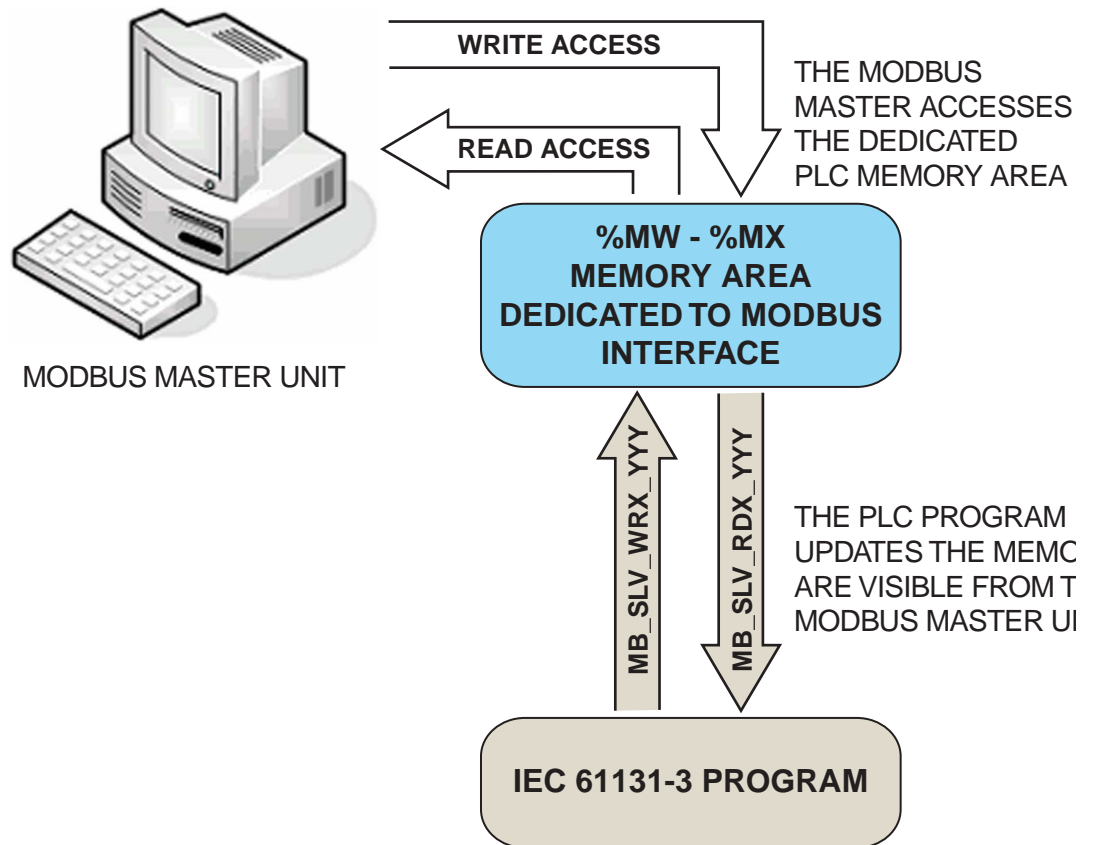 WRITE ACCESS
THE MODBUS
MASTER ACCESSES
THE DEDICATED
PLC MEMORY AREA
READ ACCESS
%MW - %MX
MEMORY AREA
DEDICATED TO MODBUS
INTERFACE
MODBUS MASTER UNIT
MB_SLV_WRX_YYY
MB_SLV_RDX_YYY
THE PLC PROGRAM
UPDATES THE
ARE VISIBLE FROM
MODBUS MASTER
IEC 61131-3 PROGRAM